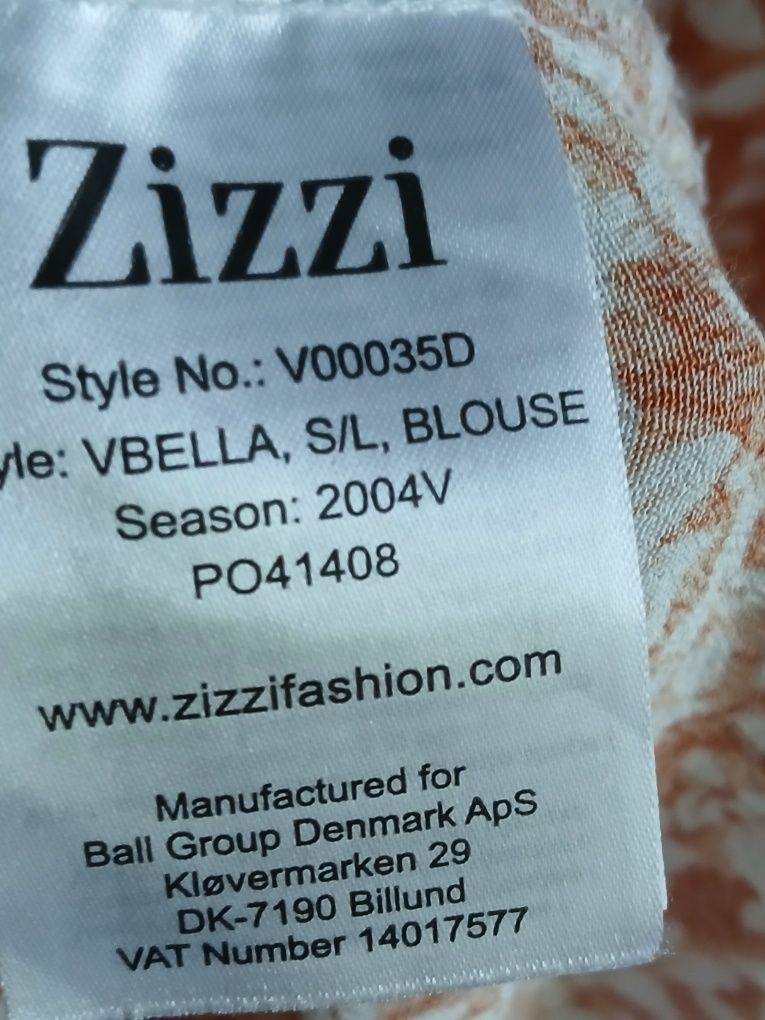 Zizzi
Style No.: V00035D
yle: VBELLA, S/L, BLOUSE
Season: 2004V
PO41408
www.zizzifashion.com
Manufactured for
Ball Group Denmark ApS
Kløvermarken 29
DK-7190 Billund
VAT Number 14017577